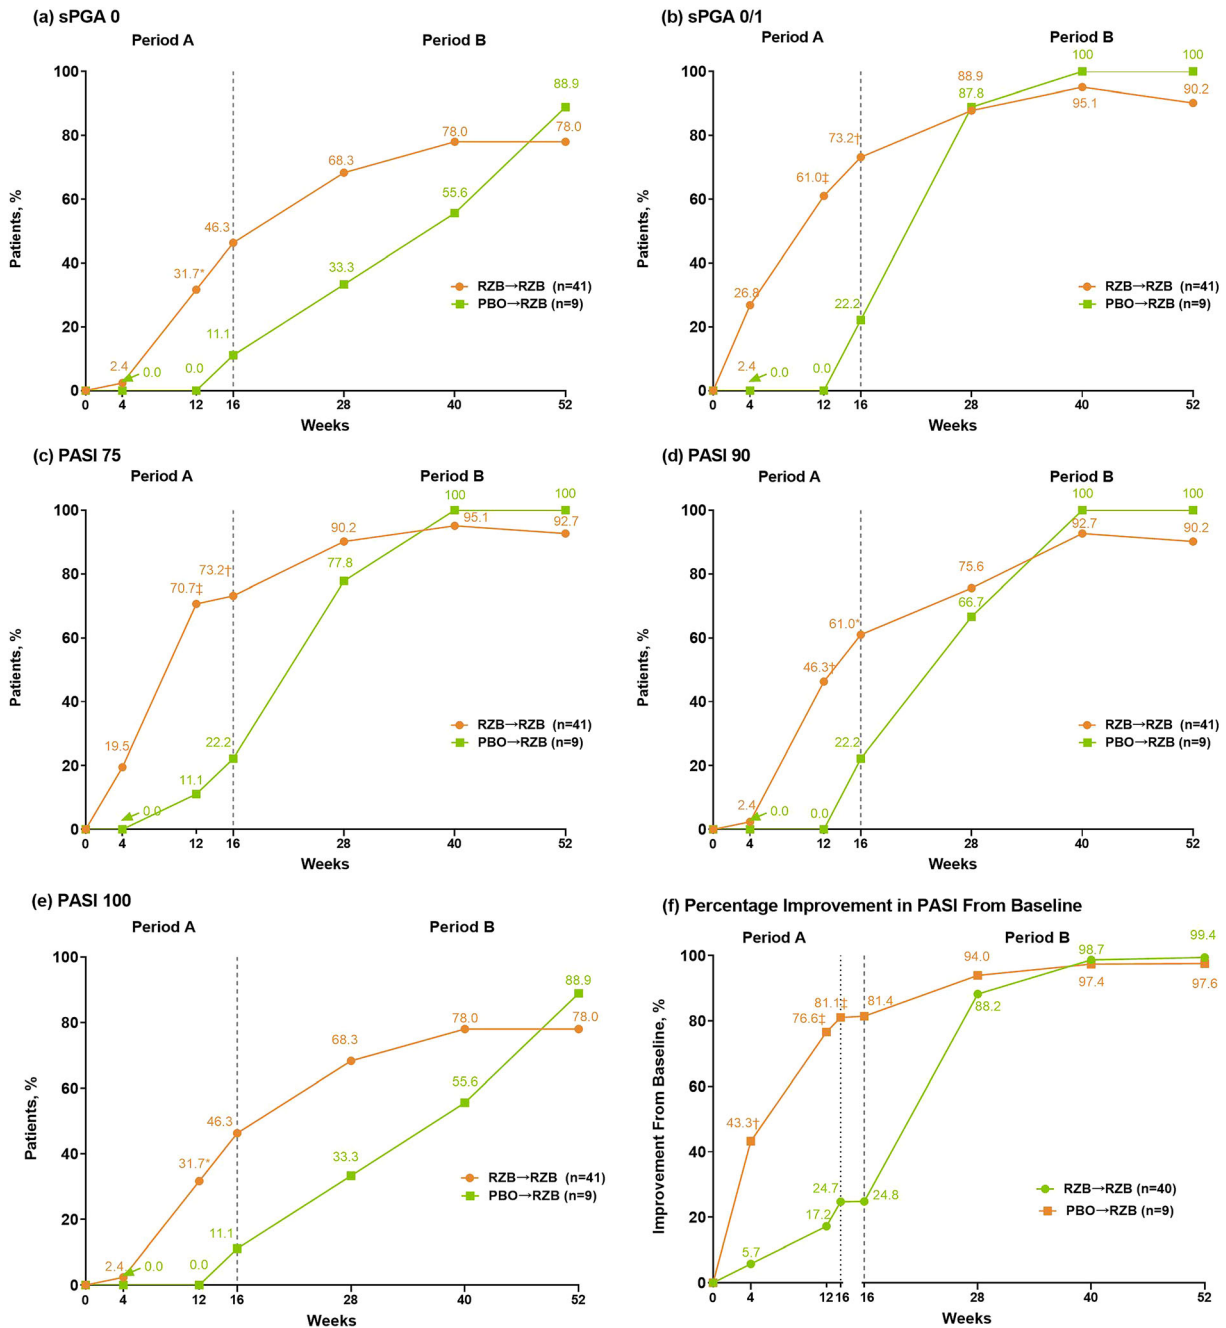 (a) sPGA 0
Period A Period B
100
80
60
40
20
0
Patients, %
2.4 0.0 31.7* 0.0 46.3 11.1 68.3 33.3 78.0 55.6 88.9 78.0
RZB→RZB (n=41)
PBO→RZB (n=9)
0 4 12 16 28 40 52
Weeks
(b) sPGA 0/1
Period A Period B
100
80
60
40
20
0
Patients, %
26.8 2.4 0.0 61.0‡ 0.0 73.2† 22.2 88.9 87.8 100 95.1 100 90.2
RZB→RZB (n=41)
PBO→RZB (n=9)
0 4 12 16 28 40 52
Weeks
(c) PASI 75
Period A Period B
100
80
60
40
20
0
Patients, %
19.5 0.0 70.7‡ 11.1 73.2† 22.2 90.2 77.8 100 95.1 100 92.7
RZB→RZB (n=41)
PBO→RZB (n=9)
0 4 12 16 28 40 52
Weeks
(d) PASI 90
Period A Period B
100
80
60
40
20
0
Patients, %
2.4 0.0 46.3† 0.0 61.0* 22.2 75.6 66.7 100 92.7 100 90.2
RZB→RZB (n=41)
PBO→RZB (n=9)
0 4 12 16 28 40 52
Weeks
(e) PASI 100
Period A Period B
100
80
60
40
20
0
Patients, %
2.4 0.0 31.7* 0.0 46.3 11.1 68.3 33.3 78.0 55.6 88.9 78.0
RZB→RZB (n=41)
PBO→RZB (n=9)
0 4 12 16 28 40 52
Weeks
(f) Percentage Improvement in PASI From Baseline
Period A Period B
100
80
60
40
20
0
Improvement From Baseline, %
43.3† 5.7 76.6‡ 17.2 81.1‡ 24.7 81.4 24.8 94.0 88.2 98.7 97.4 99.4 97.6
RZB→RZB (n=40)
PBO→RZB (n=9)
0 4 12 16 16 28 40 52
Weeks